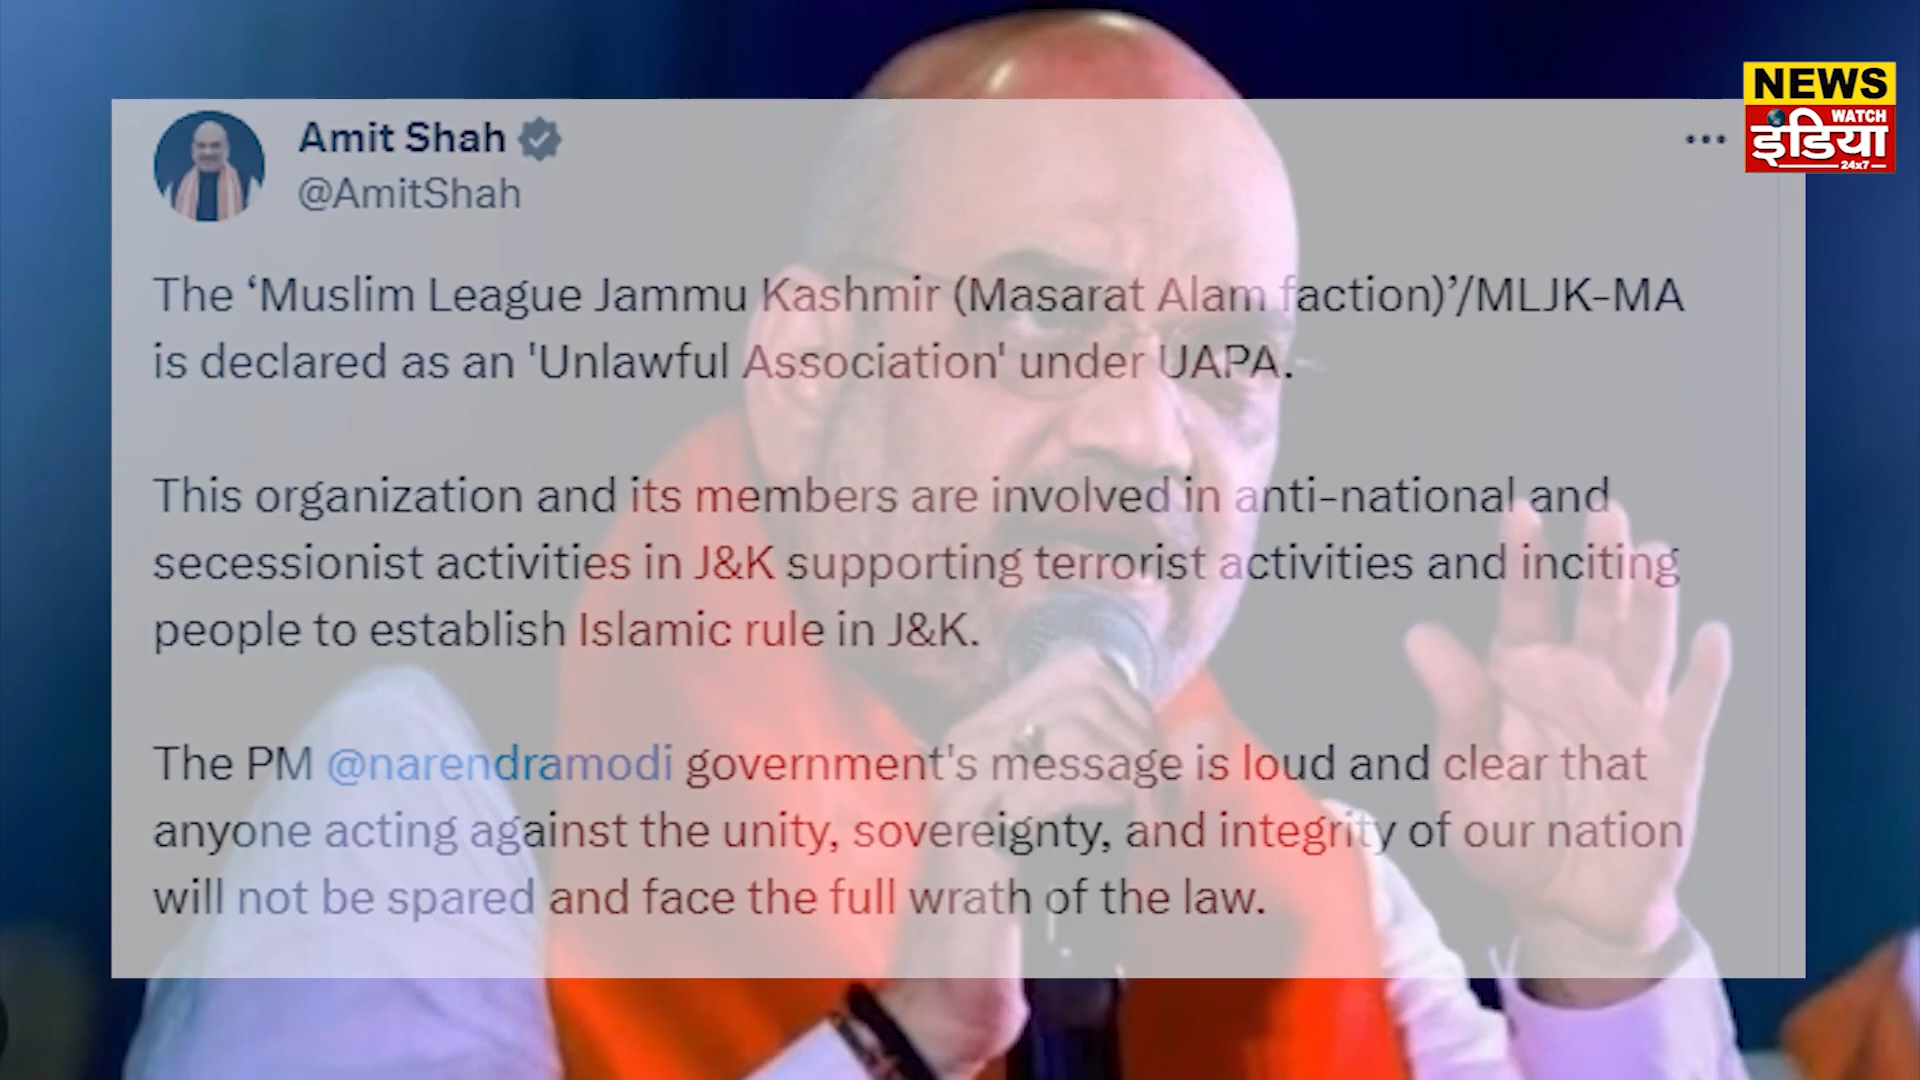 NEWS
WATCH
इंडिया
24x7
Amit Shah
@AmitShah
The ‘Muslim League Jammu Kashmir (Masarat Alam faction)’/MLJK-MA
is declared as an 'Unlawful Association' under UAPA.
This organization and its members are involved in anti-national and
secessionist activities in J&K supporting terrorist activities and inciting
people to establish Islamic rule in J&K.
The PM @narendramodi government's message is loud and clear that
anyone acting against the unity, sovereignty, and integrity of our nation
will not be spared and face the full wrath of the law.